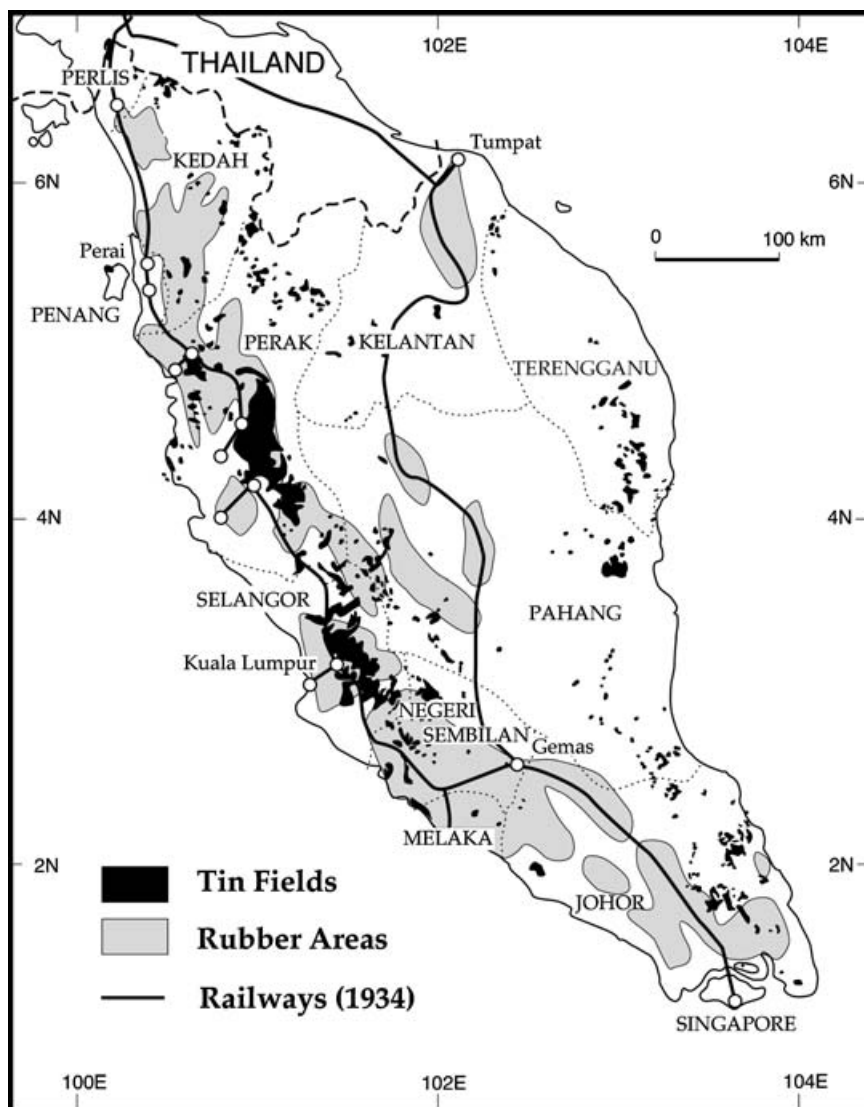 102E
104E
THAILAND
PERLIS
Tumpat
KEDAH
6N
6N
0
100 km
Perai
PENANG
PERAK
KELANTAN
TERENGGANU
4N
4N
SELANGOR
PAHANG
Kuala Lumpur
NEGERI
SEMBILAN
Gemas
MELAKA
2N
2N
Tin Fields
JOHOR
Rubber Areas
Railways (1934)
SINGAPORE
100E
102E
104E